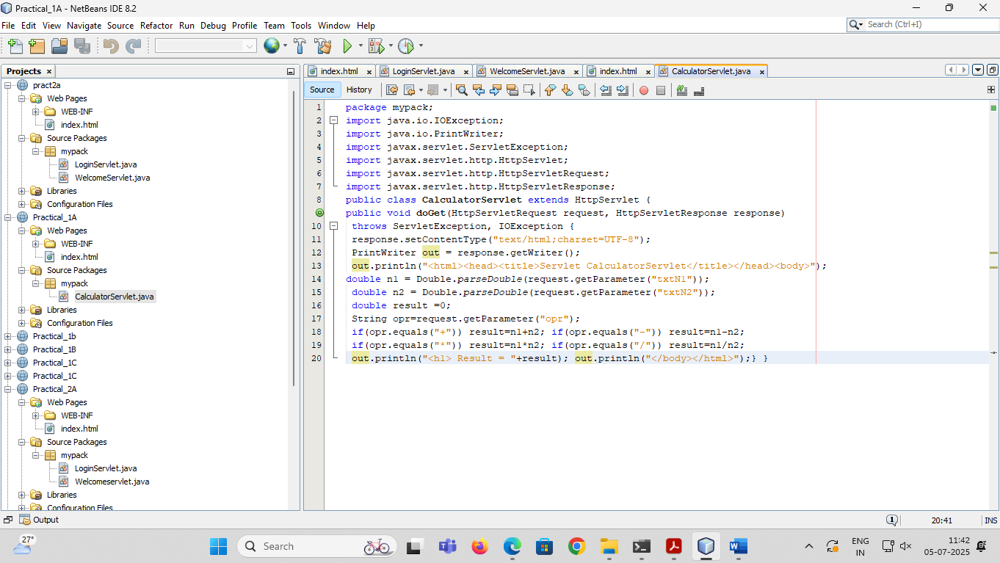 Practical_1A - NetBeans IDE 8.2
File Edit View Navigate Source Refactor Run Debug Profile Team Tools Window Help
Search (Ctrl+I)
Projects
index.html LoginServlet.java WelcomeServlet.java index.html CalculatorServlet.java
Source History
pract2a
Web Pages
WEB-INF
index.html
Source Packages
mypack
LoginServlet.java
WelcomeServlet.java
Libraries
Configuration Files
Practical_1A
Web Pages
WEB-INF
index.html
Source Packages
mypack
CalculatorServlet.java
Libraries
Configuration Files
Practical_1b
Practical_1B
Practical_1C
Practical_1C
Practical_2A
Web Pages
WEB-INF
index.html
Source Packages
mypack
LoginServlet.java
Welcomeservlet.java
Libraries
Configuration Files
1 package mypack;
2 import java.io.IOException;
3 import java.io.PrintWriter;
4 import javax.servlet.ServletException;
5 import javax.servlet.http.HttpServlet;
6 import javax.servlet.http.HttpServletRequest;
7 import javax.servlet.http.HttpServletResponse;
8 public class CalculatorServlet extends HttpServlet {
public void doGet(HttpServletRequest request, HttpServletResponse response)
10 throws ServletException, IOException {
11 response.setContentType("text/html;charset=UTF-8");
12 PrintWriter out = response.getWriter();
13 out.println("<html><head><title>Servlet CalculatorServlet</title></head><body>");
14 double n1 = Double.parseDouble(request.getParameter("txtN1"));
15 double n2 = Double.parseDouble(request.getParameter("txtN2"));
16 double result =0;
17 String opr=request.getParameter("opr");
18 if(opr.equals("+")) result=n1+n2; if(opr.equals("-")) result=n1-n2;
19 if(opr.equals("*")) result=n1*n2; if(opr.equals("/")) result=n1/n2;
20 out.println("<h1> Result = "+result); out.println("</body></html>");} }
Output
1
20:41
INS
27°
Search
ENG
IN
11:42
05-07-2025